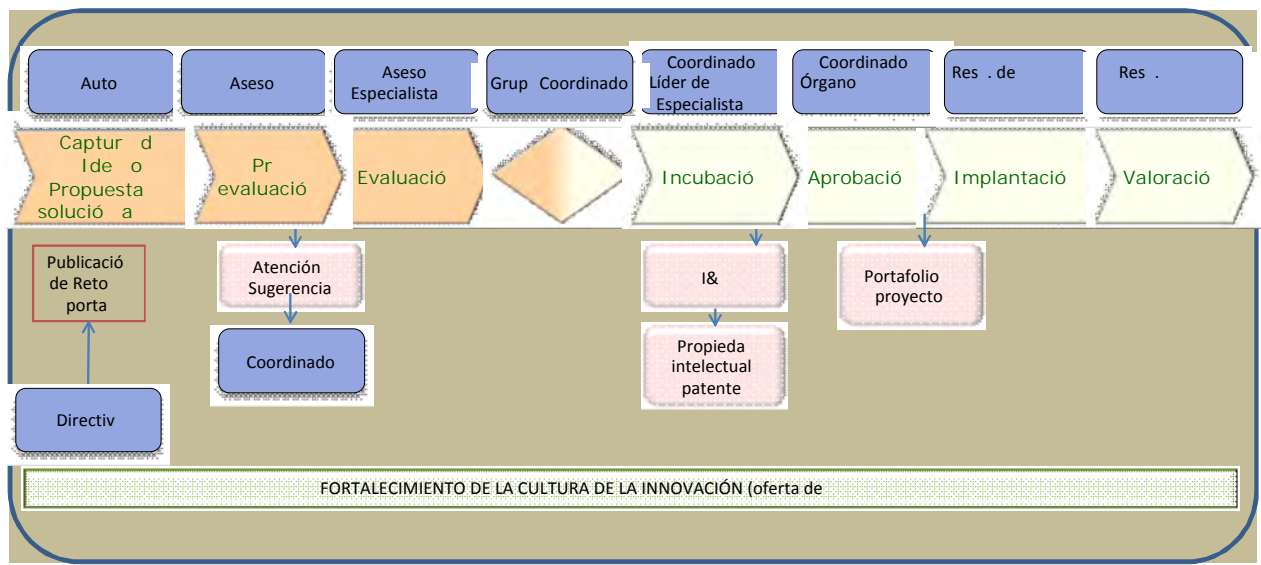 Auto
Aseso
Aseso
Especialista
Grup Coordinado
Coordinado
Líder de
Especialista
Coordinado
Órgano
Res . de
Res .
Captur d
Ide o
Propuesta
solució a
Pr
evaluació
Evaluació
Incubació
Aprobació
Implantació
Valoració
Publicació
de Reto
porta
Atención
Sugerencia
I&
Portafolio
proyecto
Coordinado
Propieda
intelectual
patente
Directiv
FORTALECIMIENTO DE LA CULTURA DE LA INNOVACIÓN (oferta de